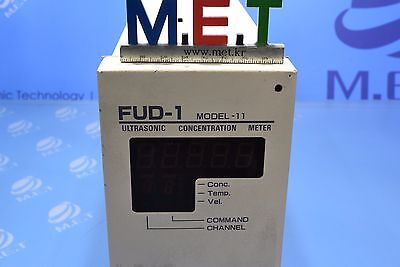 M.E.T
www.met.kr
FUD-1 MODEL-11
ULTRASONIC CONCENTRATION METER
Conc.
Temp.
Vel.
COMMAND
CHANNEL
M.E.T
nic Technology
M.E.T